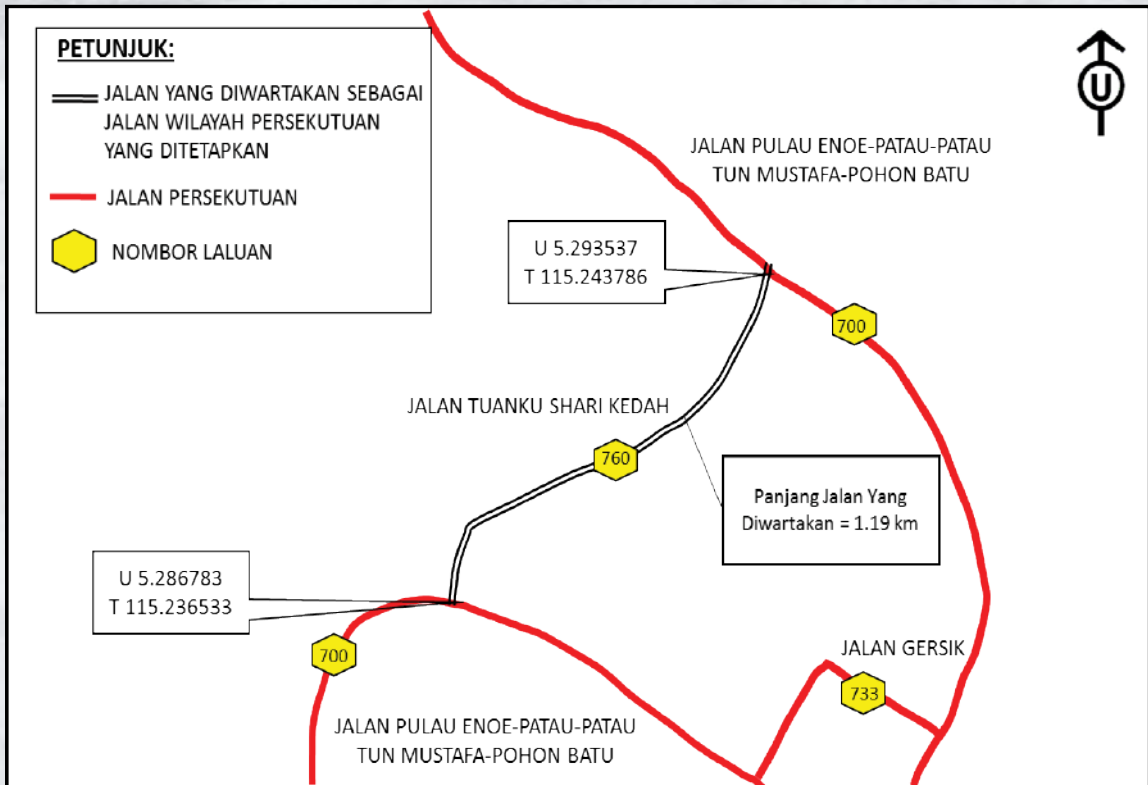 PETUNJUK:
JALAN YANG DIWARTAKAN SEBAGAI
JALAN WILAYAH PERSEKUTUAN
YANG DITETAPKAN
JALAN PERSEKUTUAN
NOMBOR LALUAN
U
JALAN PULAU ENOE-PATAU-PATAU
TUN MUSTAFA-POHON BATU
U 5.293537
T 115.243786
700
JALAN TUANKU SHARI KEDAH
760
Panjang Jalan Yang
Diwartakan = 1.19 km
U 5.286783
T 115.236533
700
JALAN GERSIK
733
JALAN PULAU ENOE-PATAU-PATAU
TUN MUSTAFA-POHON BATU